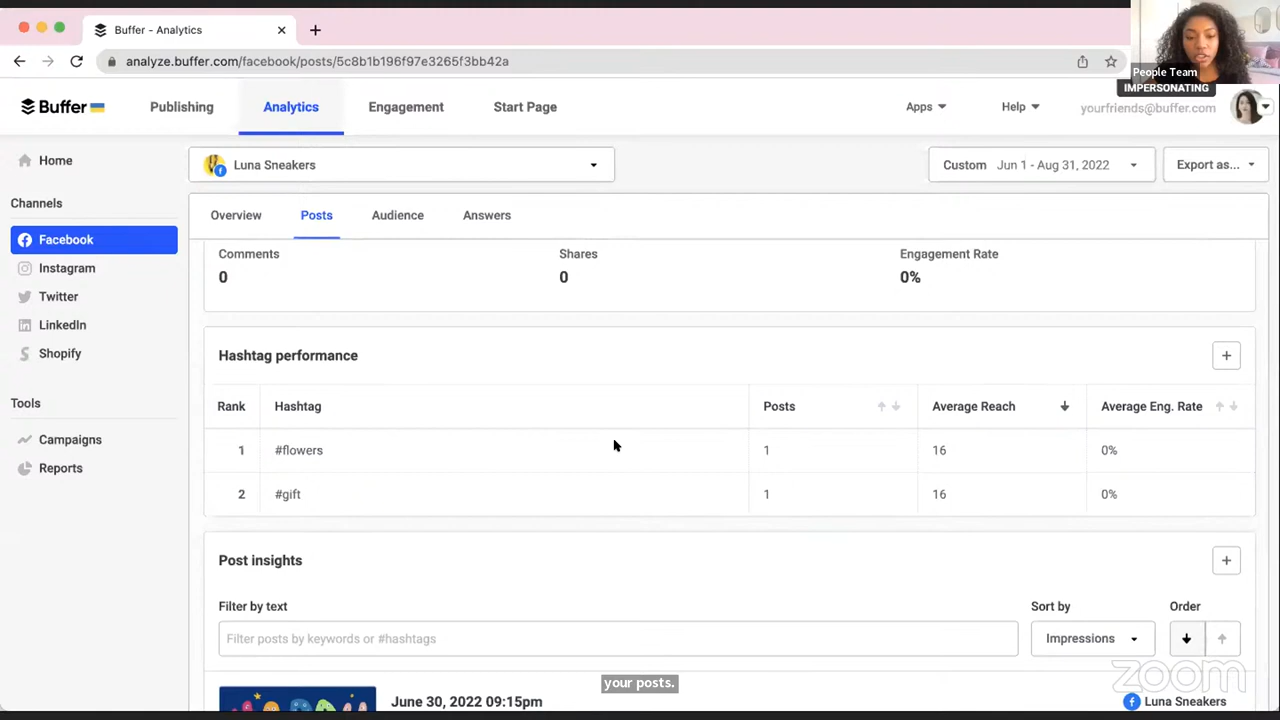 Buffer - Analytics
analyze.buffer.com/facebook/posts/5c8b1b196f97e3265f3bb42a
People Team
IMPERSONATING
Buffer
Publishing
Analytics
Engagement
Start Page
Apps
Help
yourfriends@buffer.com
Home
Luna Sneakers
Custom Jun 1 - Aug 31, 2022
Export as...
Channels
Overview
Posts
Audience
Answers
Facebook
Instagram
Twitter
LinkedIn
Shopify
Tools
Campaigns
Reports
Comments
Shares
Engagement Rate
0
0
0%
Hashtag performance
Rank Hashtag Posts Average Reach Average Eng. Rate
1 #flowers 1 16 0%
2 #gift 1 16 0%
Post insights
Filter by text
Sort by
Order
Filter posts by keywords or #hashtags
Impressions
zoom
your posts.
June 30, 2022 09:15pm
Luna Sneakers